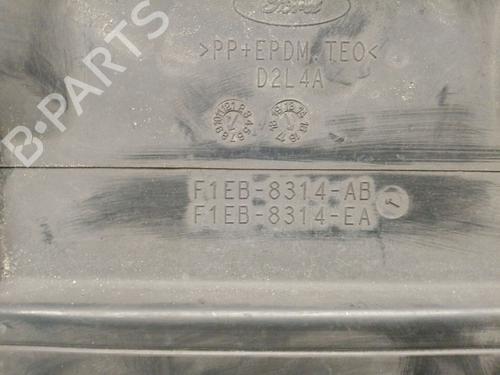 Ford
>PP+EPDM.TEO<
D2L4A
F1EB-8314-AB
F1EB-8314-EA
B-PARTS